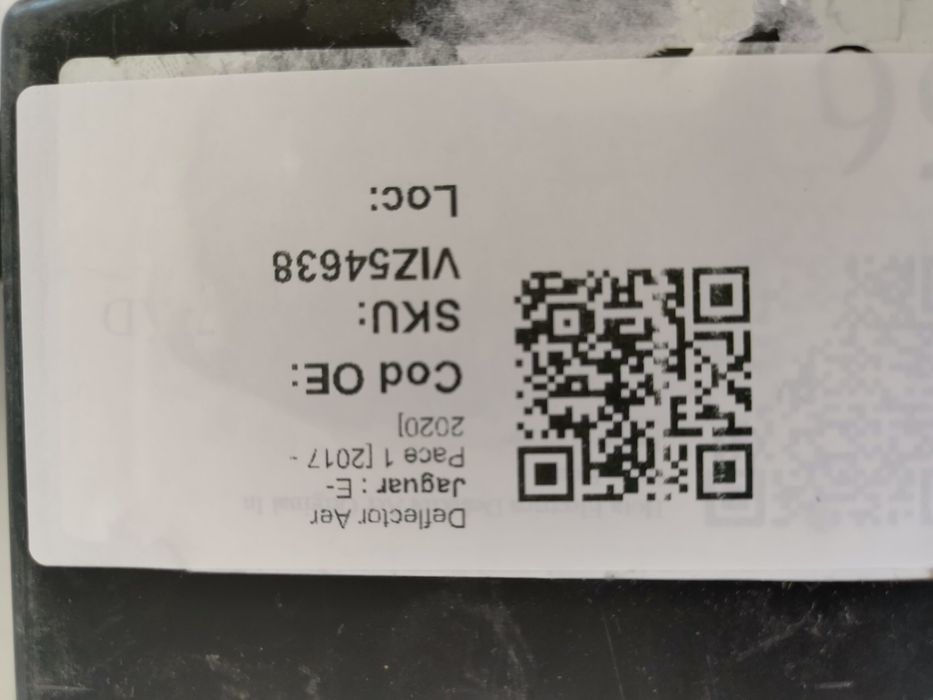 Deflector Aer
Jaguar : E-
Pace 1 [2017 -
2020]
Cod OE:
SKU:
VIZ54638
Loc: